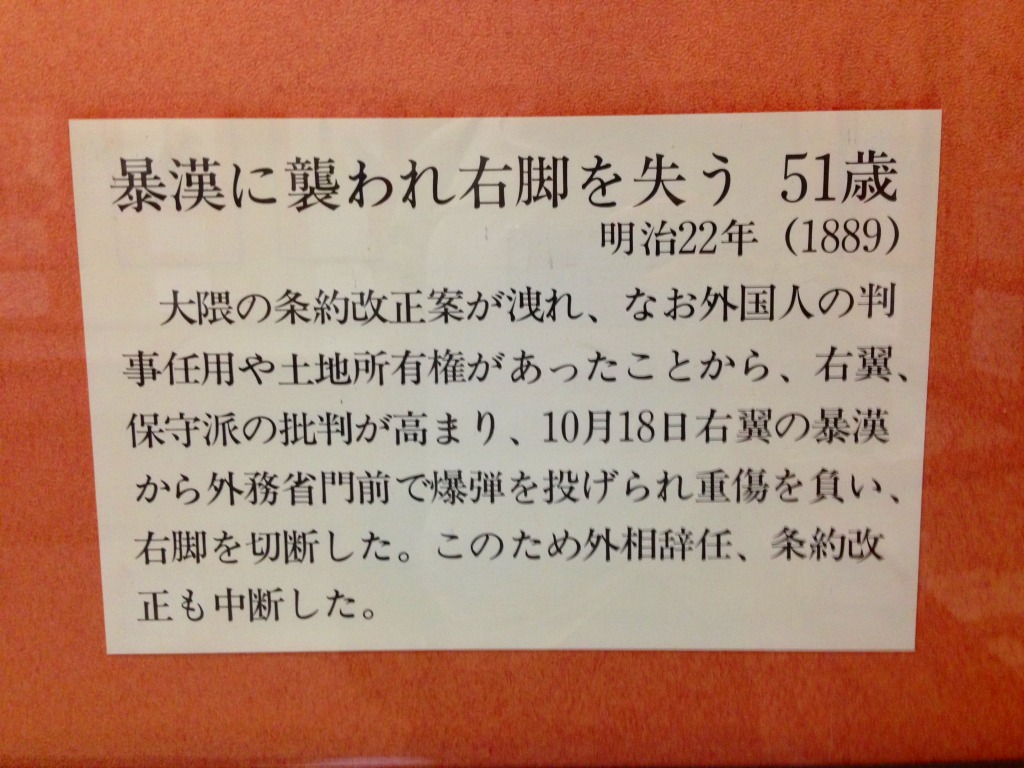 暴漢に襲われ右脚を失う 51歳
明治22年（1889）
大隈の条約改正案が洩れ、なお外国人の判
事任用や土地所有権があったことから、右翼、
保守派の批判が高まり、10月18日右翼の暴漢
から外務省門前で爆弾を投げられ重傷を負い、
右脚を切断した。このため外相辞任、条約改
正も中断した。